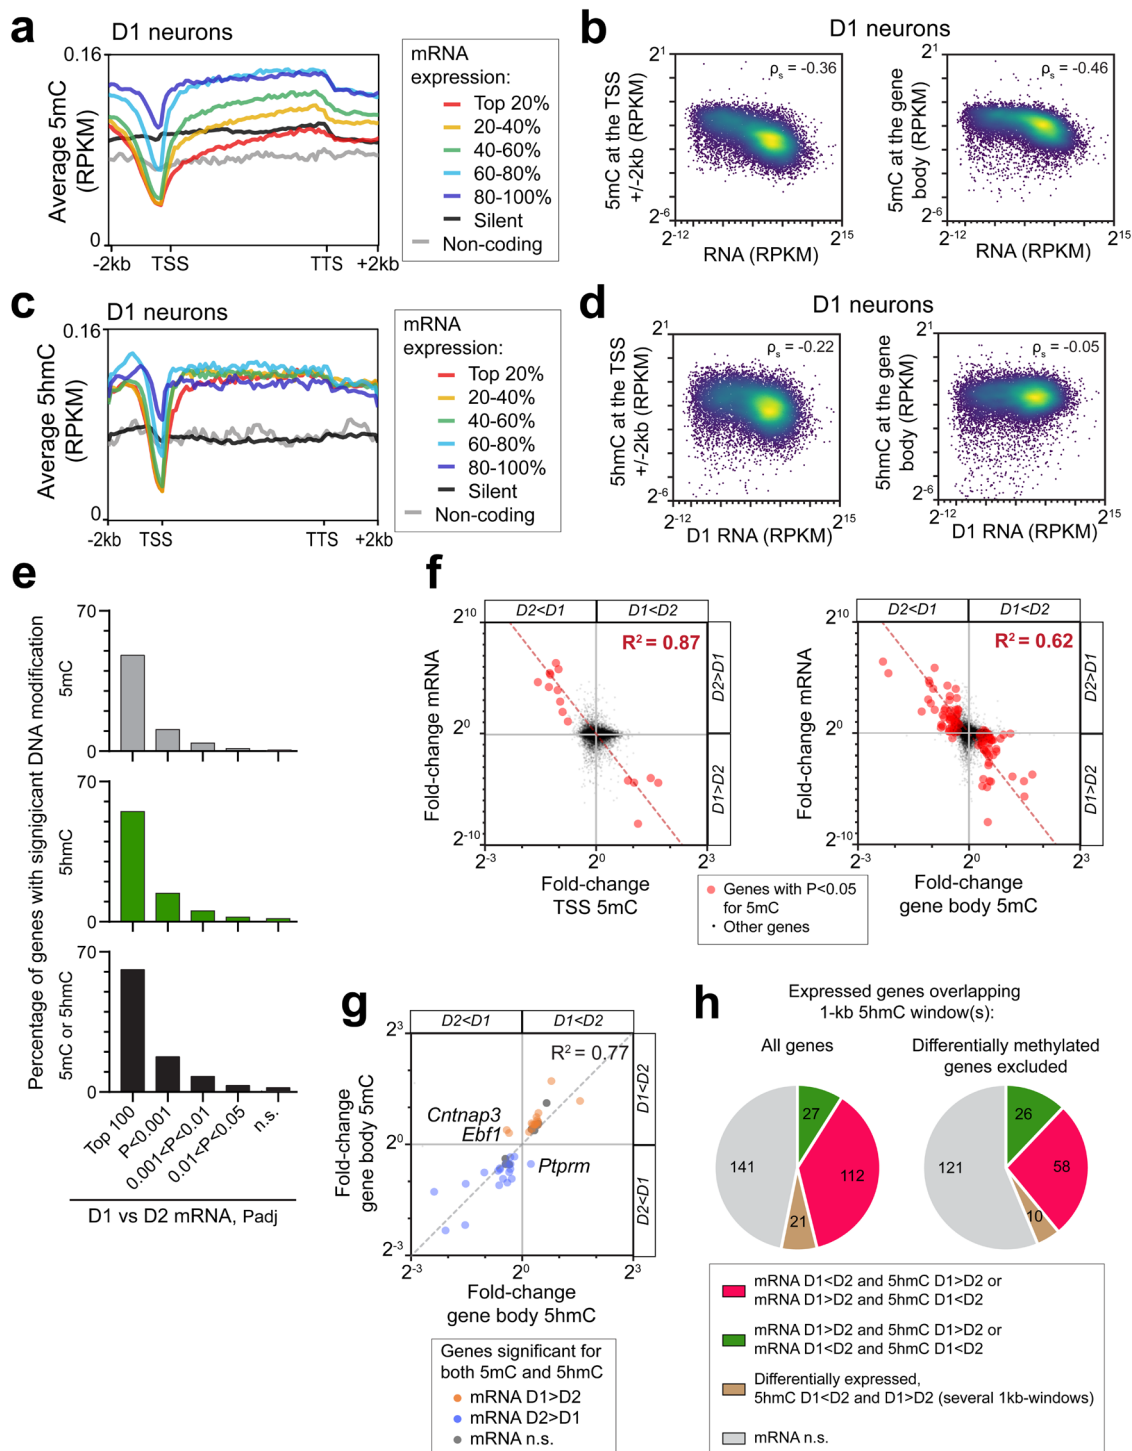 a
D1 neurons
0.16
Average 5mC
(RPKM)
0
-2kb TSS TTS +2kb
mRNA
expression:
Top 20%
20-40%
40-60%
60-80%
80-100%
Silent
Non-coding
b
D1 neurons
5mC at the TSS
+/-2kb (RPKM)
2^1
2^-6
ρs = -0.36
2^-12 2^15
RNA (RPKM)
5mC at the gene
body (RPKM)
2^1
2^-6
ρs = -0.46
2^-12 2^15
RNA (RPKM)
c
D1 neurons
0.16
Average 5hmC
(RPKM)
0
-2kb TSS TTS +2kb
mRNA
expression:
Top 20%
20-40%
40-60%
60-80%
80-100%
Silent
Non-coding
d
D1 neurons
5hmC at the TSS
+/-2kb (RPKM)
2^1
2^-6
ρs = -0.22
2^-12 2^15
D1 RNA (RPKM)
5hmC at the gene
body (RPKM)
2^1
2^-6
ρs = -0.05
2^-12 2^15
D1 RNA (RPKM)
e
Percentage of genes with signigicant DNA modification
5mC
70
0
5hmC
70
0
5mC or 5hmC
70
0
Top 100
P<0.001
0.001<P<0.01
0.01<P<0.05
n.s.
D1 vs D2 mRNA, Padj
f
D2<D1 D1<D2
2^10
R2 = 0.87
Fold-change mRNA
2^0
2^-10
D2>D1
D1>D2
2^-3 2^0 2^3
Fold-change
TSS 5mC
D2<D1 D1<D2
2^10
R2 = 0.62
Fold-change mRNA
2^0
2^-10
D2>D1
D1>D2
2^-3 2^0 2^3
Fold-change
gene body 5mC
Genes with P<0.05
for 5mC
Other genes
g
D2<D1 D1<D2
2^3
R2 = 0.77
Fold-change
gene body 5mC
Cntnap3
Ebf1
2^0
Ptprm
2^-3
D1<D2
D2<D1
2^-3 2^0 2^3
Fold-change
gene body 5hmC
Genes significant for
both 5mC and 5hmC
mRNA D1>D2
mRNA D2>D1
mRNA n.s.
h
Expressed genes overlapping
1-kb 5hmC window(s):
All genes
27
141
112
21
Differentially methylated
genes excluded
26
121
58
10
mRNA D1<D2 and 5hmC D1>D2 or
mRNA D1>D2 and 5hmC D1<D2
mRNA D1>D2 and 5hmC D1>D2 or
mRNA D1<D2 and 5hmC D1<D2
Differentially expressed,
5hmC D1<D2 and D1>D2 (several 1kb-windows)
mRNA n.s.